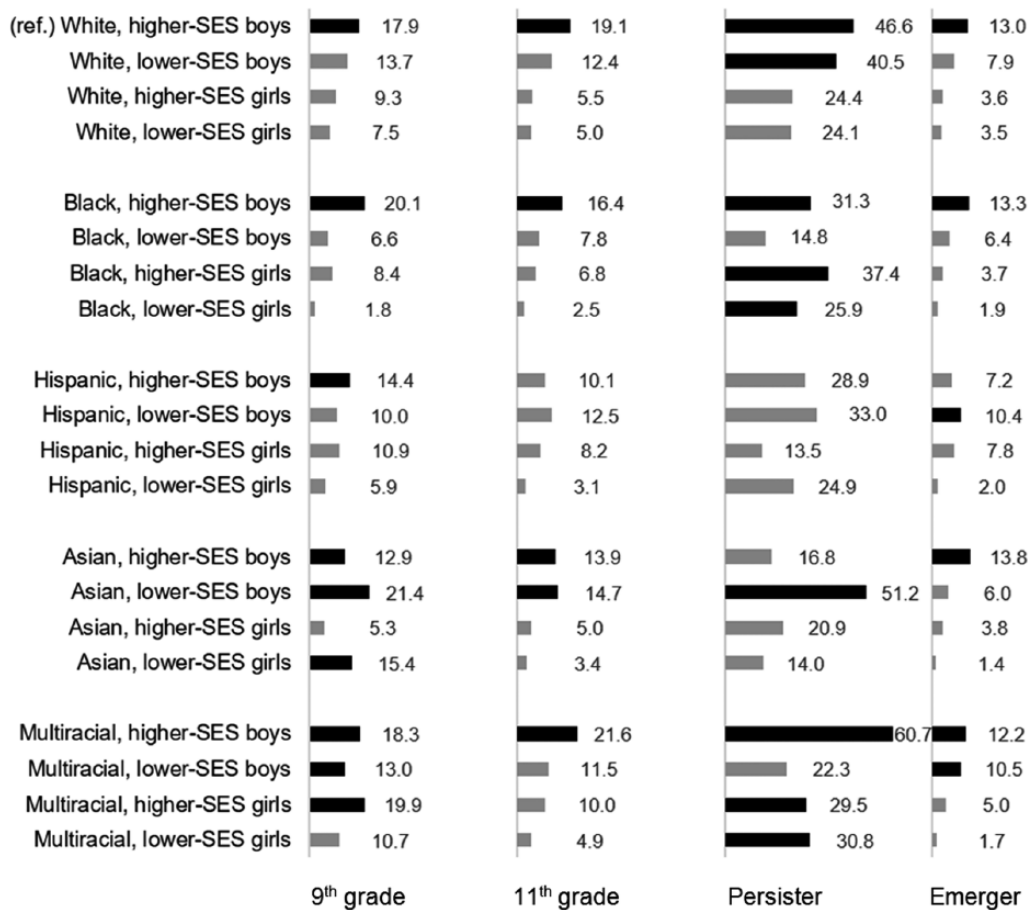 (ref.) White, higher-SES boys 17.9 19.1 46.6 13.0
White, lower-SES boys 13.7 12.4 40.5 7.9
White, higher-SES girls 9.3 5.5 24.4 3.6
White, lower-SES girls 7.5 5.0 24.1 3.5
Black, higher-SES boys 20.1 16.4 31.3 13.3
Black, lower-SES boys 6.6 7.8 14.8 6.4
Black, higher-SES girls 8.4 6.8 37.4 3.7
Black, lower-SES girls 1.8 2.5 25.9 1.9
Hispanic, higher-SES boys 14.4 10.1 28.9 7.2
Hispanic, lower-SES boys 10.0 12.5 33.0 10.4
Hispanic, higher-SES girls 10.9 8.2 13.5 7.8
Hispanic, lower-SES girls 5.9 3.1 24.9 2.0
Asian, higher-SES boys 12.9 13.9 16.8 13.8
Asian, lower-SES boys 21.4 14.7 51.2 6.0
Asian, higher-SES girls 5.3 5.0 20.9 3.8
Asian, lower-SES girls 15.4 3.4 14.0 1.4
Multiracial, higher-SES boys 18.3 21.6 60.7 12.2
Multiracial, lower-SES boys 13.0 11.5 22.3 10.5
Multiracial, higher-SES girls 19.9 10.0 29.5 5.0
Multiracial, lower-SES girls 10.7 4.9 30.8 1.7
9th grade 11th grade Persister Emerger